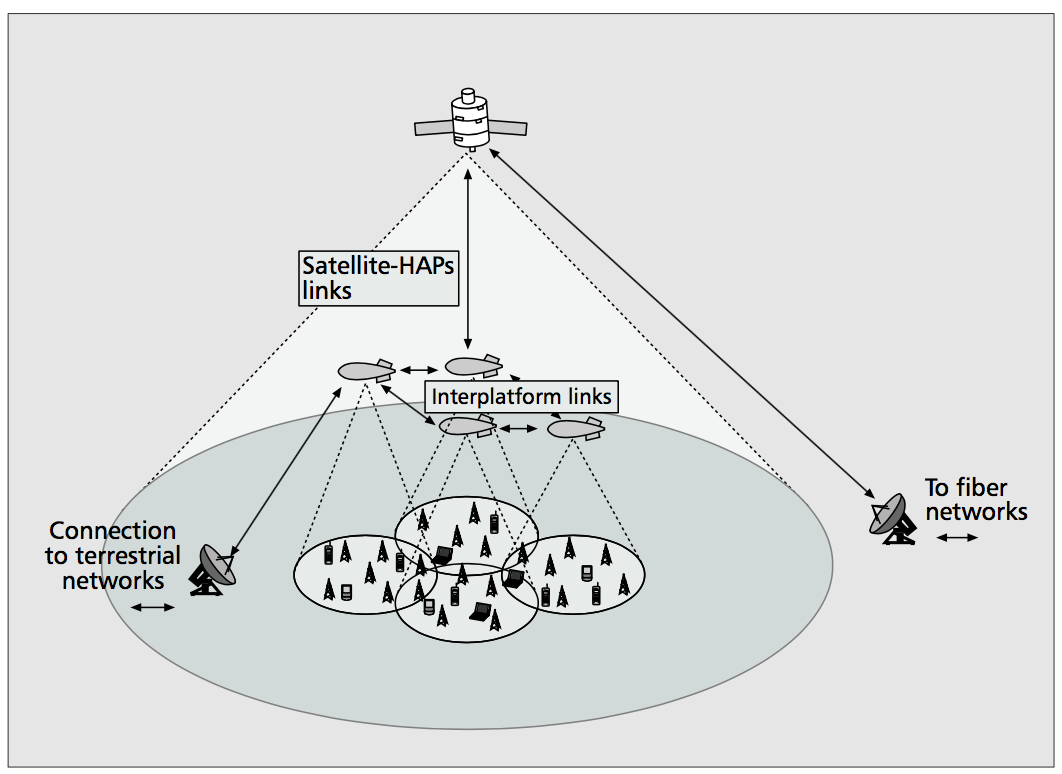 Satellite-HAPs
links
Interplatform links
To fiber
networks
Connection
to terrestrial
networks